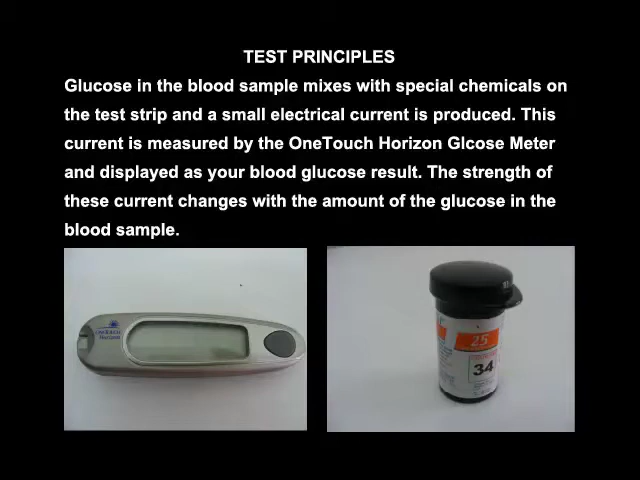 TEST PRINCIPLES
Glucose in the blood sample mixes with special chemicals on
the test strip and a small electrical current is produced. This
current is measured by the OneTouch Horizon Glcose Meter
and displayed as your blood glucose result. The strength of
these current changes with the amount of the glucose in the
blood sample.
ONETOUCH
Horizon
25
34